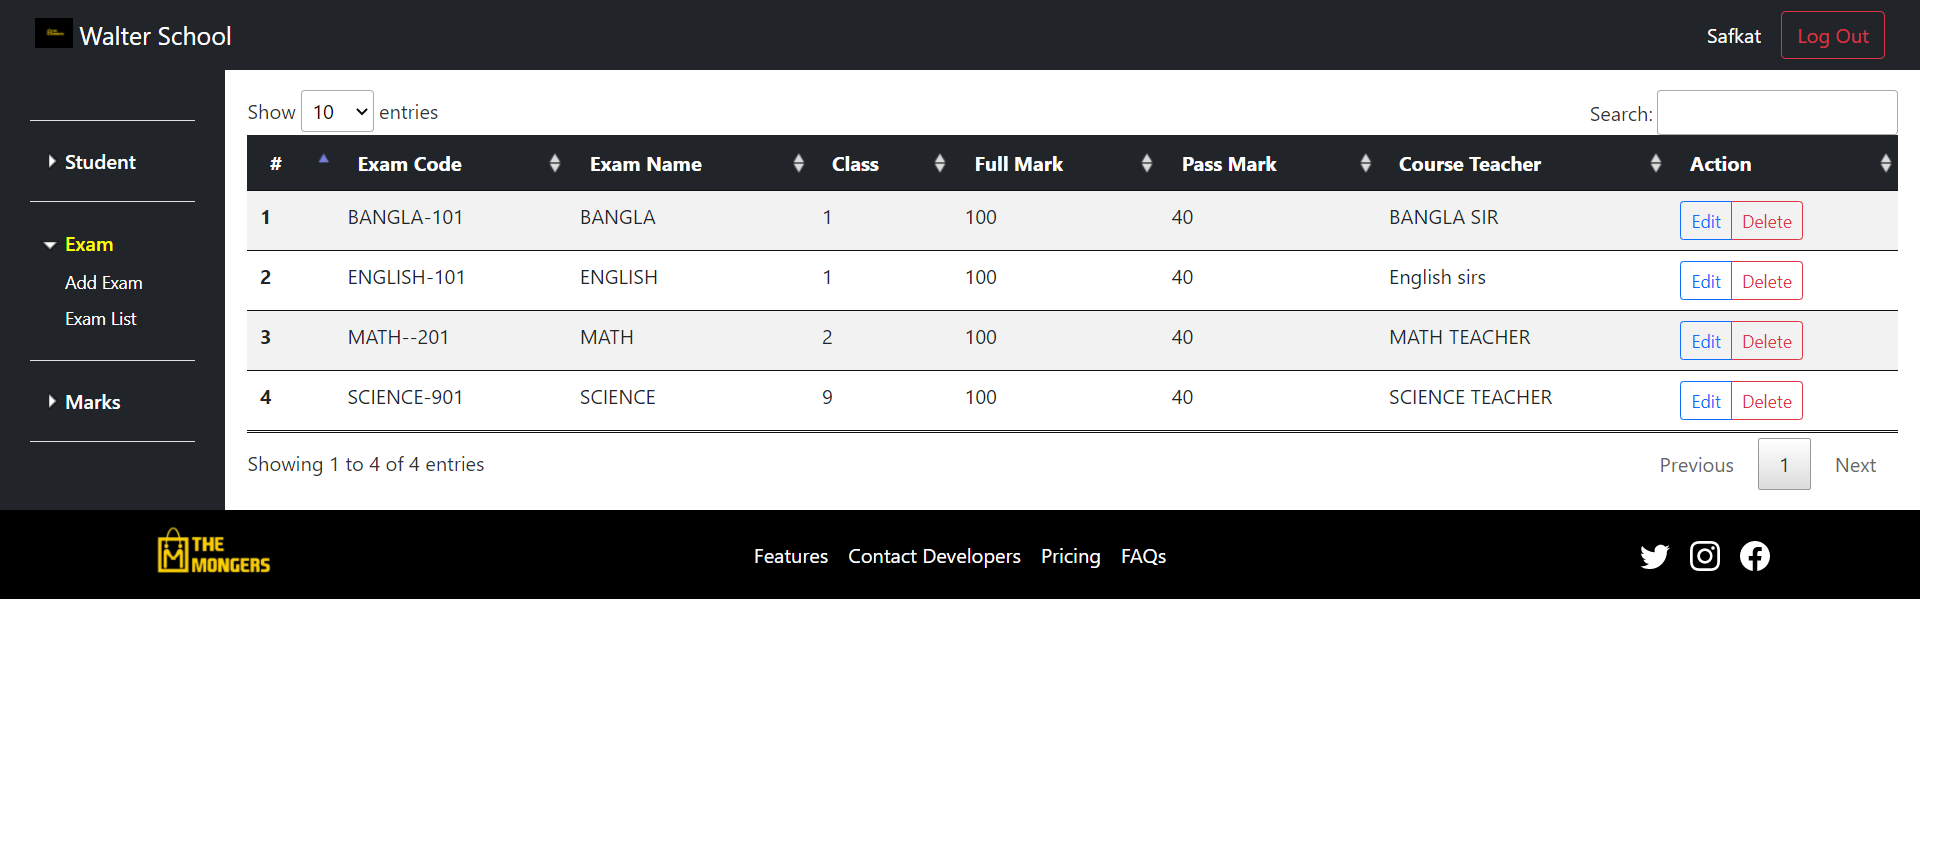 Walter School
Safkat Log Out
Show 10 entries
Search:
Student
Exam
Add Exam
Exam List
Marks
# Exam Code Exam Name Class Full Mark Pass Mark Course Teacher Action
1 BANGLA-101 BANGLA 1 100 40 BANGLA SIR Edit Delete
2 ENGLISH-101 ENGLISH 1 100 40 English sirs Edit Delete
3 MATH--201 MATH 2 100 40 MATH TEACHER Edit Delete
4 SCIENCE-901 SCIENCE 9 100 40 SCIENCE TEACHER Edit Delete
Showing 1 to 4 of 4 entries
Previous 1 Next
THE
MONGERS
Features Contact Developers Pricing FAQs